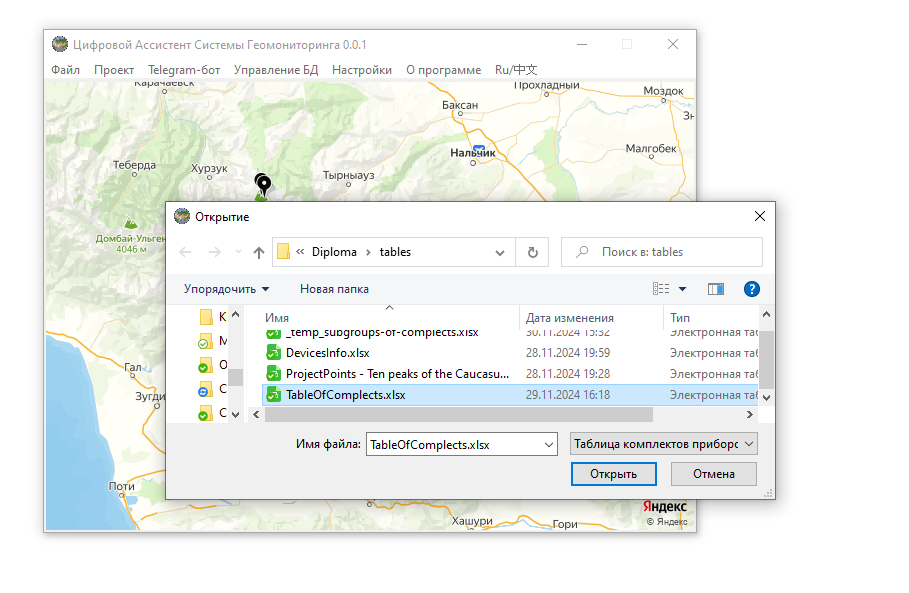 Цифровой Ассистент Системы Геомониторинга 0.0.1
Файл Проект Telegram-бот Управление БД Настройки О программе Ru/中文
Карачаевск
Прохладный
Моздок
Баксан
Нальчик
Малгобек
Теберда
Хурзук
Тырныауз
Домбай-Ульген
4046 м
Гал
Зугди
Поти
Хашури
Гори
Яндекс
© Яндекс
Открытие
« Diploma › tables
Поиск в: tables
Упорядочить Новая папка
Имя Дата изменения Тип
_temp_subgroups-of-complects.xlsx 30.11.2024 15:32 Электронная таб
DevicesInfo.xlsx 28.11.2024 19:59 Электронная таб
ProjectPoints - Ten peaks of the Caucasu... 28.11.2024 19:28 Электронная таб
TableOfComplects.xlsx 29.11.2024 16:18 Электронная таб
Имя файла: TableOfComplects.xlsx Таблица комплектов приборо
Открыть Отмена